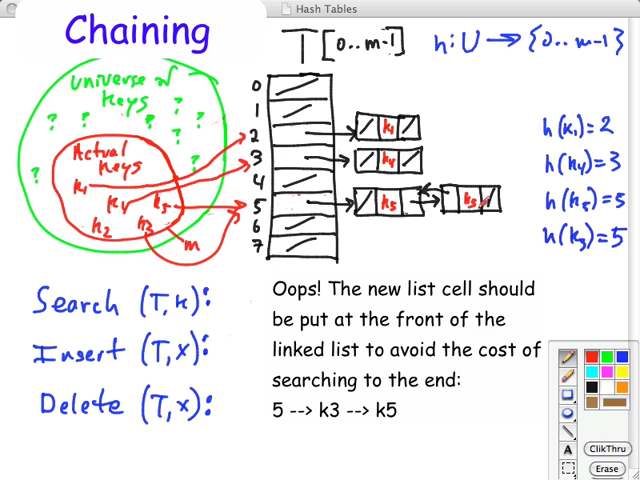 Hash Tables
Chaining
T [0..m-1]
h: U → {0..m-1}
Universe of
Keys
? ? ? ? ? ? ? ?
Actual
Keys
k1
k4
k5
k2
k3
m
0
1
2
3
4
5
6
7
k1
k4
k5
k3
h(k1)=2
h(k4)=3
h(k5)=5
h(k3)=5
Search (T,k):
Insert (T,x):
Delete (T,x):
Oops! The new list cell should
be put at the front of the
linked list to avoid the cost of
searching to the end:
5 --> k3 --> k5
A
ClikThru
Erase